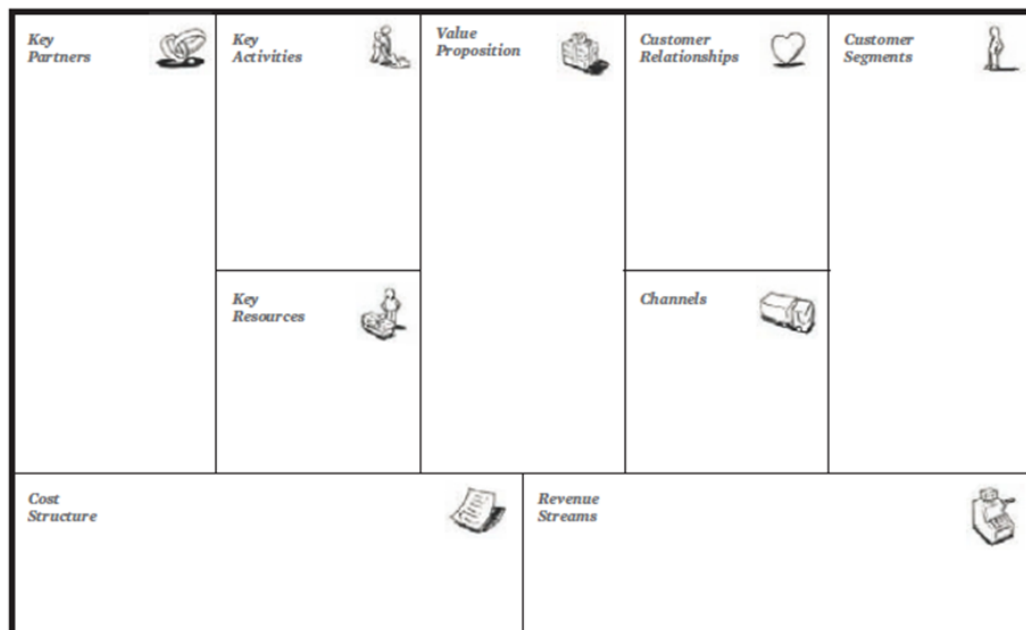 Key
Partners
Key
Activities
Value
Proposition
Customer
Relationships
Customer
Segments
Key
Resources
Channels
Cost
Structure
Revenue
Streams